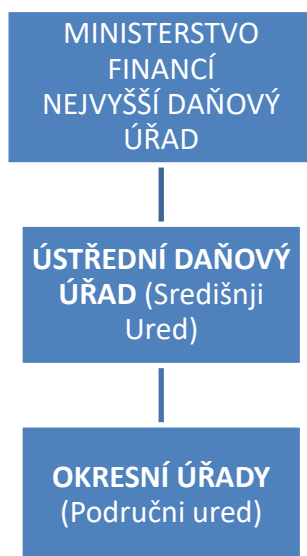 MINISTERSTVO
FINANCÍ
NEJVYŠŠÍ DAŇOVÝ
ÚŘAD
ÚSTŘEDNÍ DAŇOVÝ
ÚŘAD (Središnji
Ured)
OKRESNÍ ÚŘADY
(Područni ured)